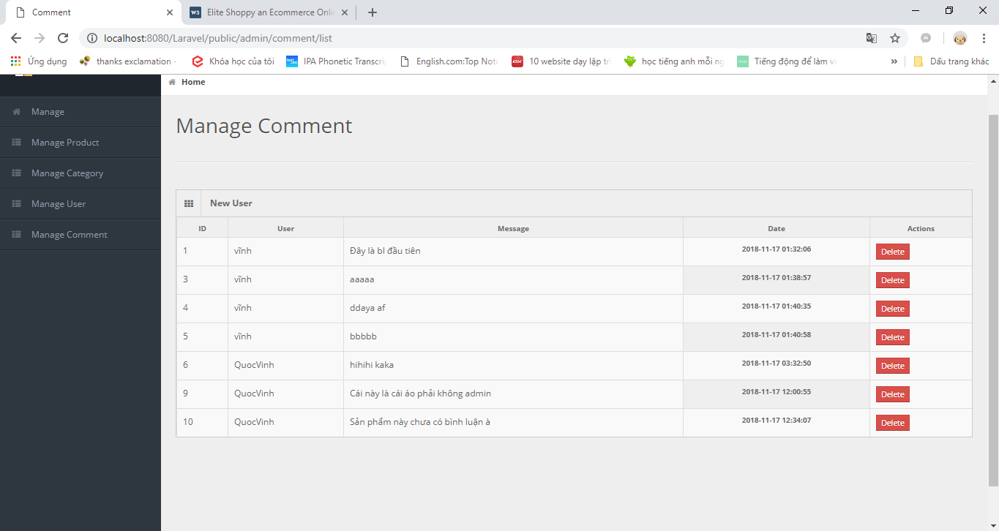 Comment
W3 Elite Shoppy an Ecommerce Onli
localhost:8080/Laravel/public/admin/comment/list
Ứng dụng thanks exclamation - Khóa học của tôi IPA Phonetic Transcrip English.com:Top Noto 10 website dạy lập trì học tiếng anh mỗi ng Tiếng động để làm vi » Dấu trang khác
Home
Manage
Manage Product
Manage Category
Manage User
Manage Comment
Manage Comment
New User
ID User Message Date Actions
1 vĩnh Đây là bl đầu tiên 2018-11-17 01:32:06 Delete
3 vĩnh aaaaa 2018-11-17 01:38:57 Delete
4 vĩnh ddaya af 2018-11-17 01:40:35 Delete
5 vĩnh bbbbb 2018-11-17 01:40:58 Delete
6 QuocVinh hihihi kaka 2018-11-17 03:32:50 Delete
9 QuocVinh Cái này là cái áo phải không admin 2018-11-17 12:00:55 Delete
10 QuocVinh Sản phẩm này chưa có bình luận à 2018-11-17 12:34:07 Delete